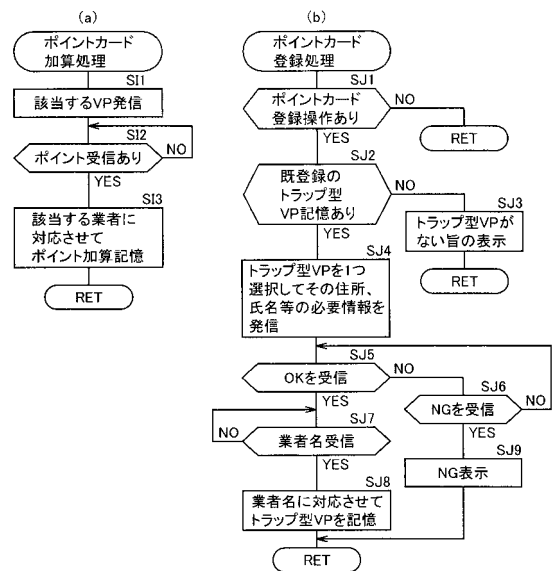 (a)
ポイントカード
加算処理
SI1
該当するVP発信
SI2
ポイント受信あり
NO
YES
SI3
該当する業者に
対応させて
ポイント加算記憶
RET
(b)
ポイントカード
登録処理
SJ1
ポイントカード
登録操作あり
NO
YES
RET
SJ2
既登録の
トラップ型
VP記憶あり
NO
YES
SJ3
トラップ型VPが
ない旨の表示
RET
SJ4
トラップ型VPを1つ
選択してその住所、
氏名等の必要情報を
発信
SJ5
OKを受信
NO
YES
SJ6
NGを受信
NO
YES
SJ7
業者名受信
NO
YES
SJ9
NG表示
SJ8
業者名に対応させて
トラップ型VPを記憶
RET